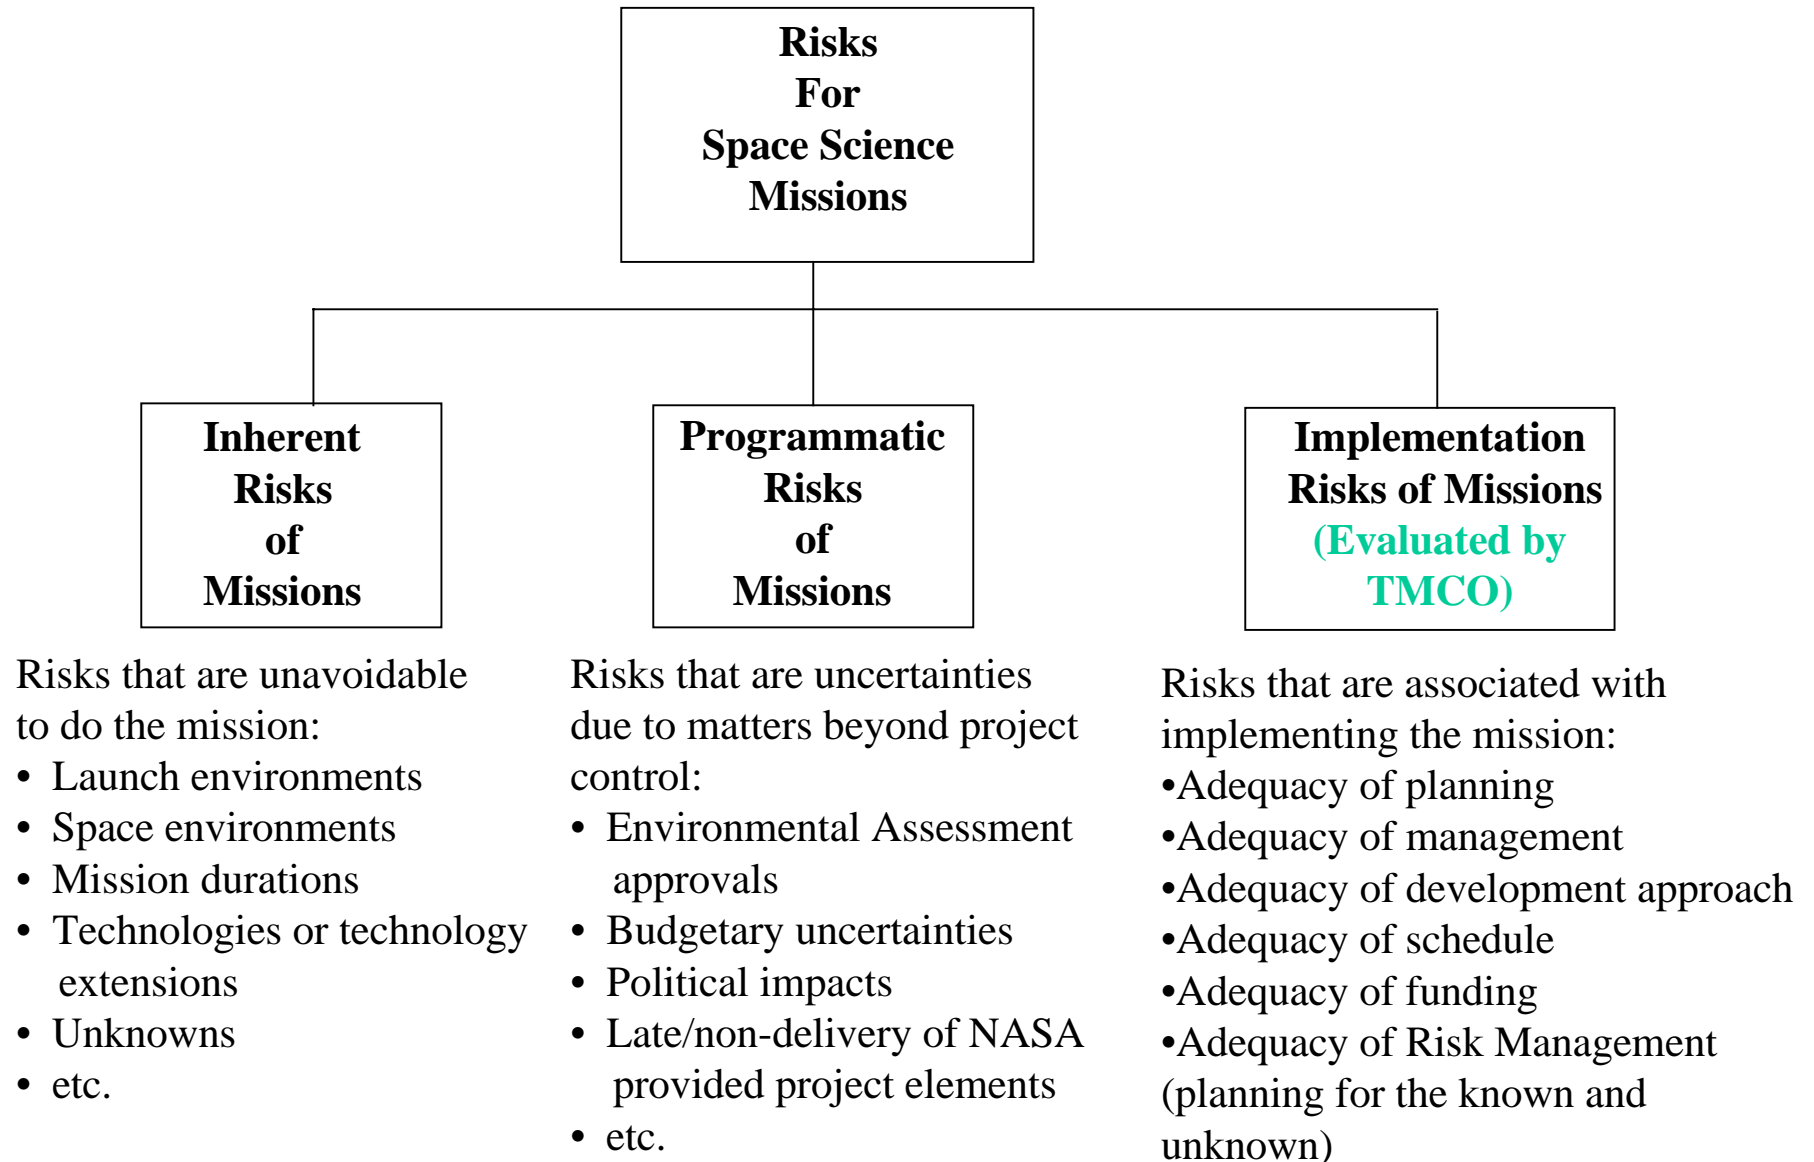 Risks
For
Space Science
Missions
Inherent
Risks
of
Missions
Programmatic
Risks
of
Missions
Implementation
Risks of Missions
(Evaluated by
TMCO)
Risks that are unavoidable
to do the mission:
• Launch environments
• Space environments
• Mission durations
• Technologies or technology
extensions
• Unknowns
• etc.
Risks that are uncertainties
due to matters beyond project
control:
• Environmental Assessment
approvals
• Budgetary uncertainties
• Political impacts
• Late/non-delivery of NASA
provided project elements
• etc.
Risks that are associated with
implementing the mission:
•Adequacy of planning
•Adequacy of management
•Adequacy of development approach
•Adequacy of schedule
•Adequacy of funding
•Adequacy of Risk Management
(planning for the known and
unknown)